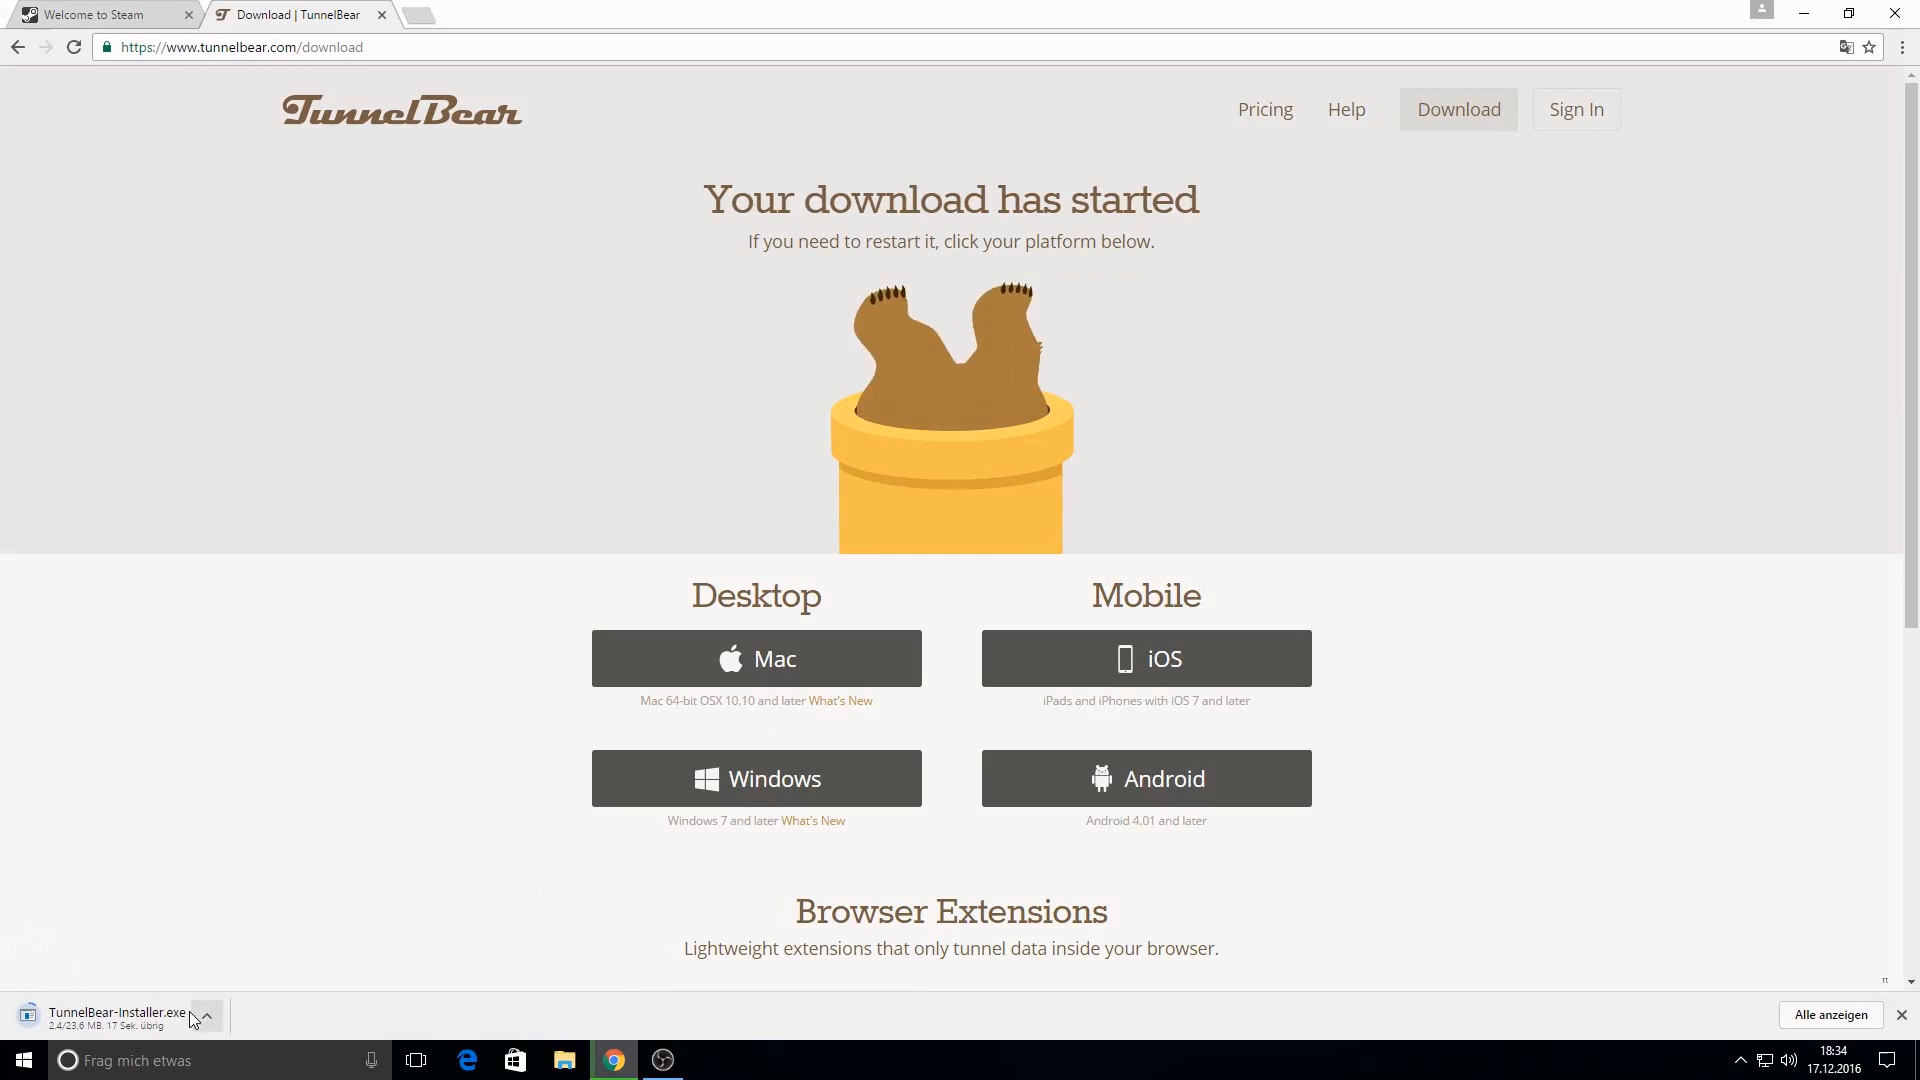 Welcome to Steam
Download | TunnelBear
https://www.tunnelbear.com/download
TunnelBear
Pricing
Help
Download
Sign In
Your download has started
If you need to restart it, click your platform below.
Desktop
Mobile
Mac
iOS
Mac 64-bit OSX 10.10 and later What's New
iPads and iPhones with iOS 7 and later
Windows
Android
Windows 7 and later What's New
Android 4.01 and later
Browser Extensions
Lightweight extensions that only tunnel data inside your browser.
π
TunnelBear-Installer.exe
2,4/23,6 MB, 17 Sek. übrig
Alle anzeigen
Frag mich etwas
18:34
17.12.2016